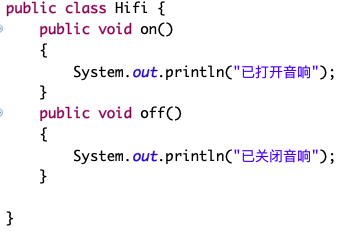 public class Hifi {
    public void on()
    {
        System.out.println("已打开音响");
    }
    public void off()
    {
        System.out.println("已关闭音响");
    }

}